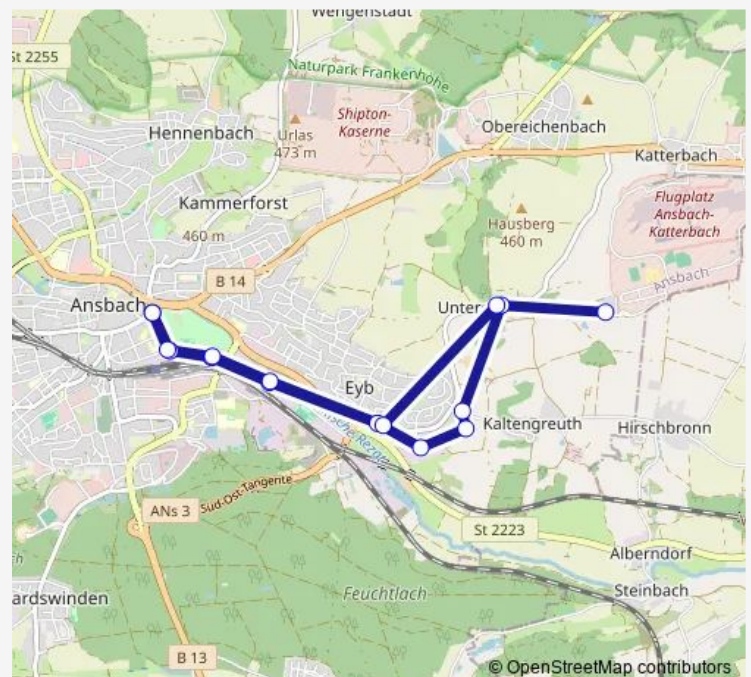 Wengenstadt
St 2255
Naturpark Frankenhöhe
Shipton-
Kaserne
Hennenbach
Urlas
473 m
Obereichenbach
Katterbach
Kammerforst
Flugplatz
Ansbach-
Katterbach
Hausberg
460 m
460 m
B 14
Ansbach
Ansbach
Unter
Eyb
Kaltengreuth
Hirschbronn
Süd-Ost-Tangente
ANs 3
St 2223
Alberndorf
Feuchtlach
Steinbach
ardswinden
B 13
© OpenStreetMap contributors